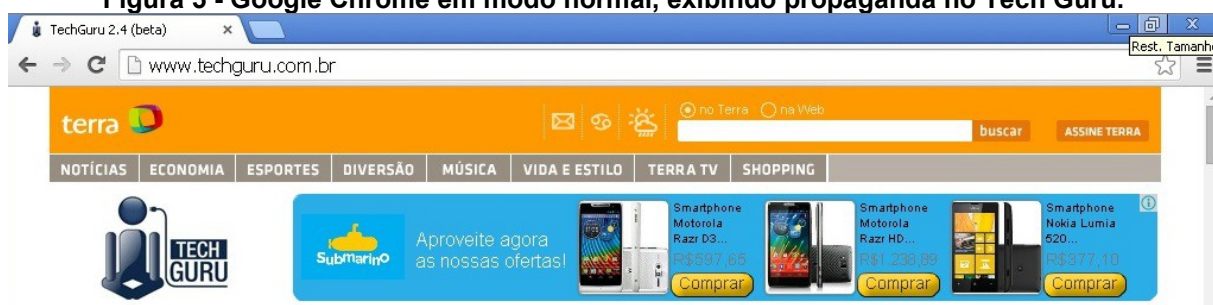 Figura 5 - Google Chrome em modo normal, exibindo propaganda no Tech Guru.
TechGuru 2.4 (beta)
Rest. Tamanho
www.techguru.com.br
terra
no Terra na Web
buscar
ASSINE TERRA
NOTÍCIAS ECONOMIA ESPORTES DIVERSÃO MÚSICA VIDA E ESTILO TERRA TV SHOPPING
TECH
GURU
Submarino
Aproveite agora
as nossas ofertas!
Smartphone
Motorola
Razr D3...
R$597,65
Comprar
Smartphone
Motorola
Razr HD...
R$1.238,89
Comprar
Smartphone
Nokia Lumia
520...
R$377,10
Comprar